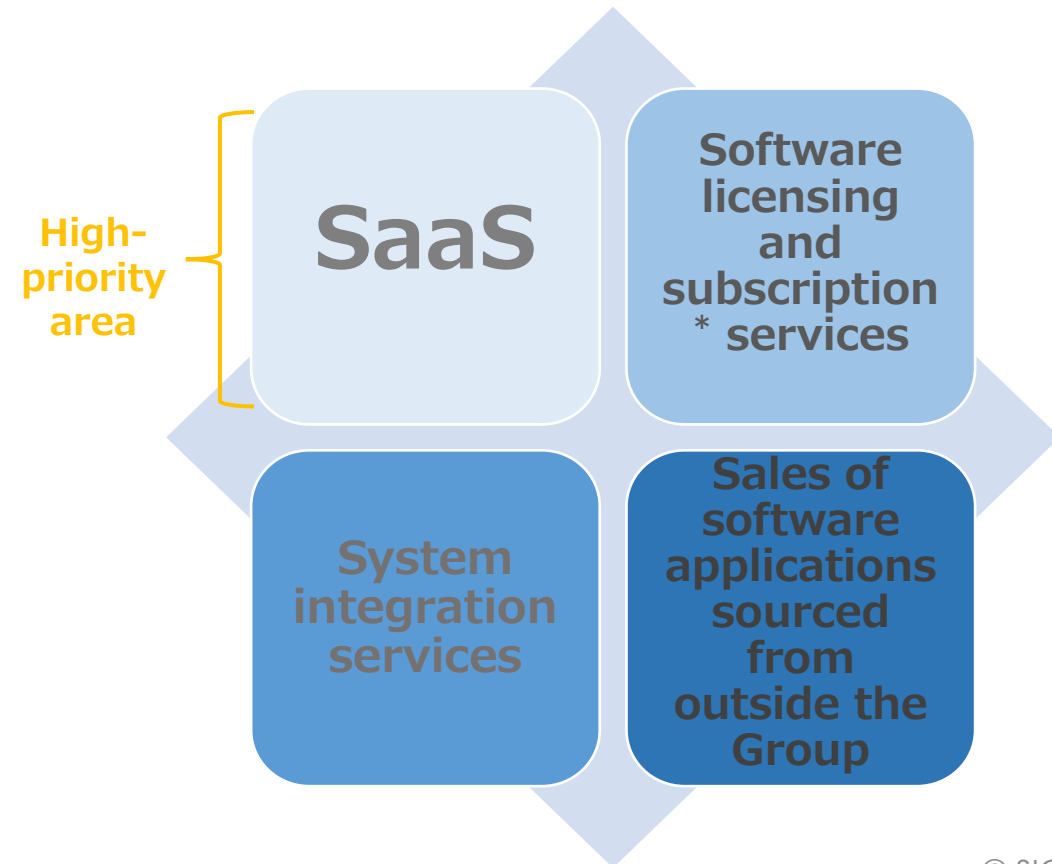 High-
priority
area
SaaS
Software
licensing
and
subscription
* services
System
integration
services
Sales of
software
applications
sourced
from
outside the
Group